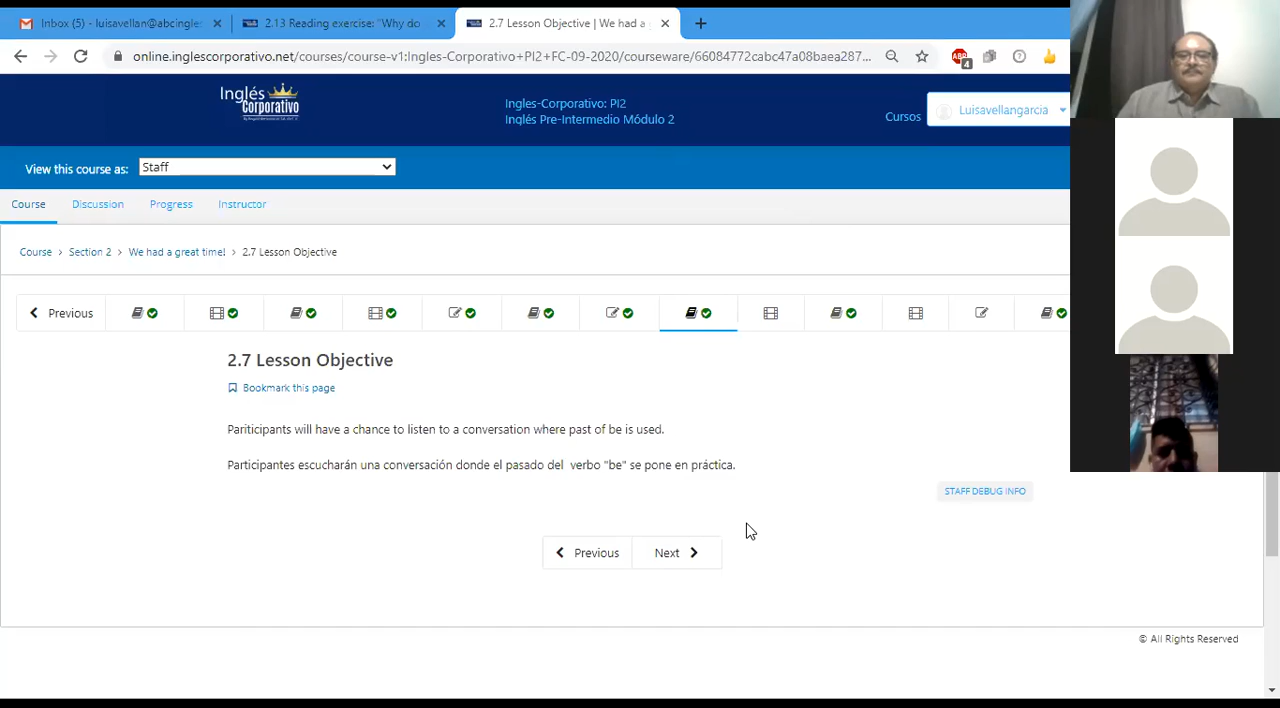 Inbox (5) - luisavellan@abcingles
2.13 Reading exercise: "Why do
2.7 Lesson Objective | We had a g
online.inglescorporativo.net/courses/course-v1:Ingles-Corporativo+PI2+FC-09-2020/courseware/66084772eabc47a08baea287...
4
Inglés
Corporativo
Ingles-Corporativo: PI2
Inglés Pre-Intermedio Módulo 2
Cursos
Luisavellangarcia
View this course as:
Staff
Course
Discussion
Progress
Instructor
Course > Section 2 > We had a great time! > 2.7 Lesson Objective
Previous
2.7 Lesson Objective
Bookmark this page
Pariticipants will have a chance to listen to a conversation where past of be is used.
Participantes escucharán una conversación donde el pasado del verbo "be" se pone en práctica.
STAFF DEBUG INFO
Previous
Next
© All Rights Reserved